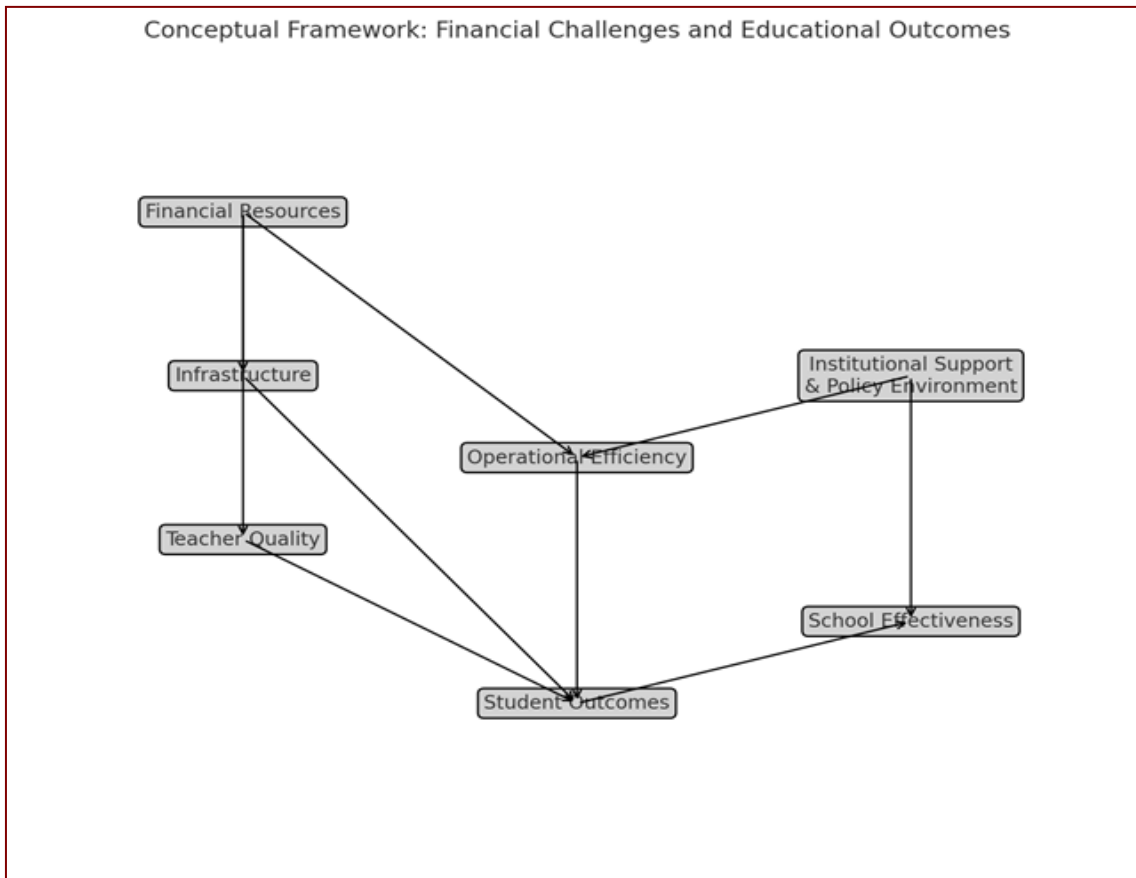 Conceptual Framework: Financial Challenges and Educational Outcomes
Financial Resources
Infrastructure
Institutional Support
& Policy Environment
Operational Efficiency
Teacher Quality
School Effectiveness
Student Outcomes